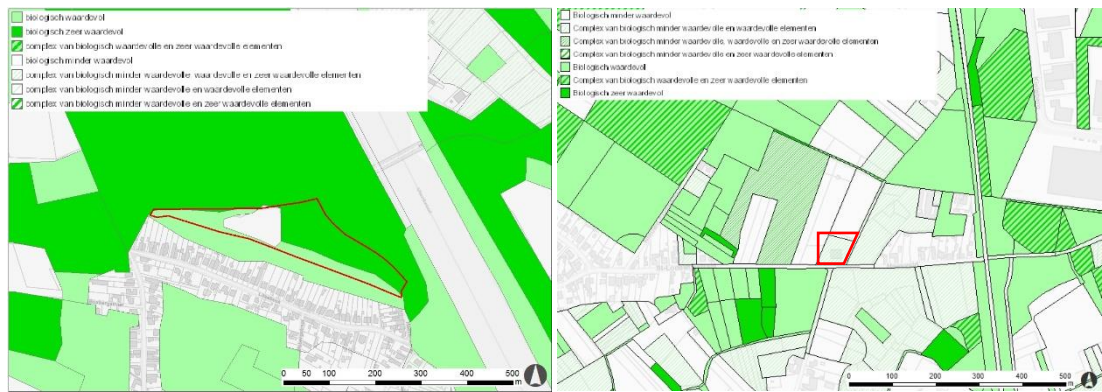 biologisch waardevol
biologisch zeer waardevol
complex van biologisch waardevolle en zeer waardevolle elementen
biologisch minder waardevol
complex van biologisch minder waardevolle waardevolle en zeer waardevolle elementen
complex van biologisch minder waardevolle en waardevolle elementen
complex van biologisch minder waardevolle en zeer waardevolle elementen
0 50 100 200 300 400 500
m
Biologisch minder waardevol
Complex van biologisch minder waardevolle en waardevolle elementen
Complex van biologisch minder waardevolle, waardevolle en zeer waardevolle elementen
Complex van biologisch minder waardevolle en zeer waardevolle elementen
Biologisch waardevol
Complex van biologisch waardevolle en zeer waardevolle elementen
Biologisch zeer waardevol
0 50 100 200 300 400 500
m